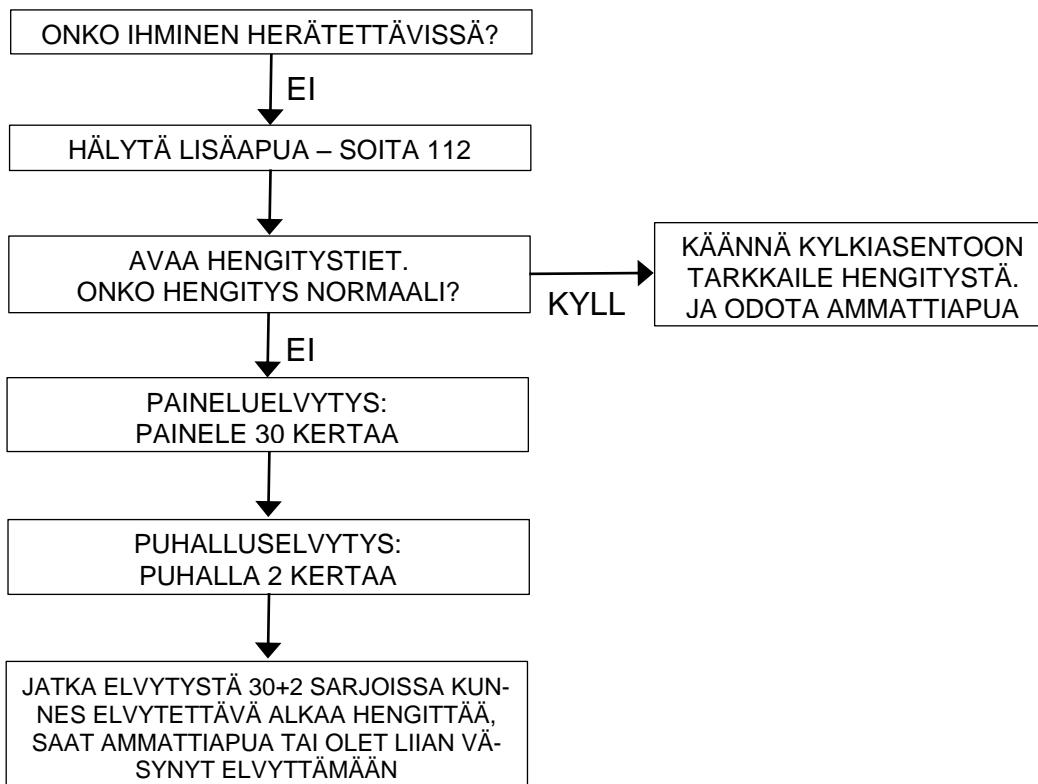 ONKO IHMINEN HERÄTETTÄVISSÄ?
EI
HÄLYTÄ LISÄAPUA – SOITA 112
AVAA HENGITYSTIET.
ONKO HENGITYS NORMAALI?
KYLL
KÄÄNNÄ KYLKIASENTOON
TARKKAILE HENGITYSTÄ.
JA ODOTA AMMATTIAPUA
EI
PAINELUELVYTYS:
PAINELE 30 KERTAA
PUHALLUSELVYTYS:
PUHALLA 2 KERTAA
JATKA ELVYTYSTÄ 30+2 SARJOISSA KUN-
NES ELVYTETTÄVÄ ALKAA HENGITTÄÄ,
SAAT AMMATTIAPUA TAI OLET LIIAN VÄ-
SYNYT ELVYTTÄMÄÄN